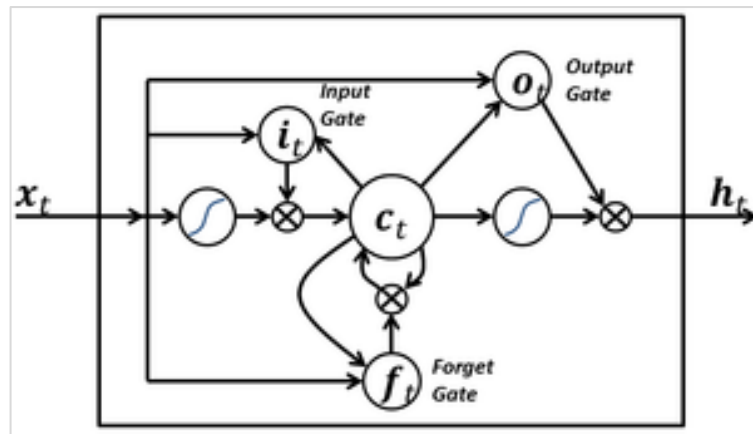 Output
Gate
o_t
Input
Gate
i_t
x_t
c_t
h_t
Forget
Gate
f_t